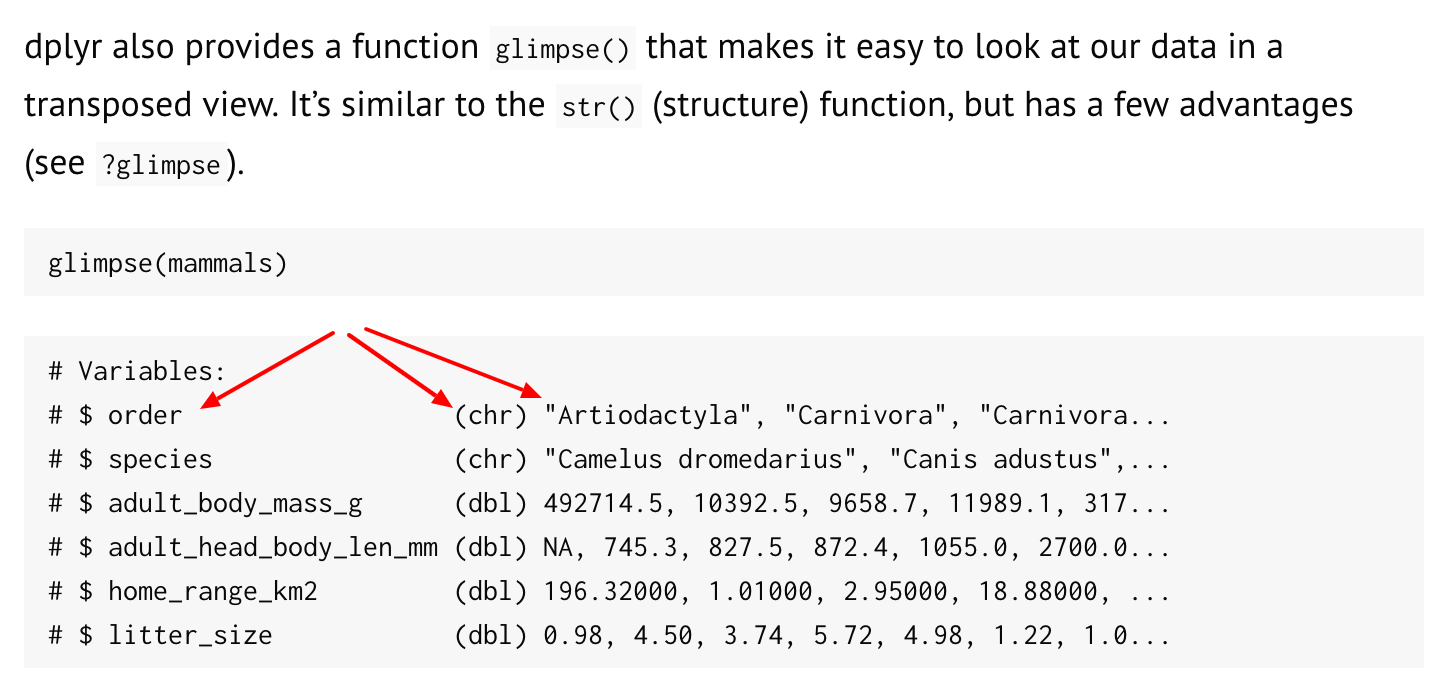 dplyr also provides a function glimpse() that makes it easy to look at our data in a
transposed view. It’s similar to the str() (structure) function, but has a few advantages
(see ?glimpse).
glimpse(mammals)
# Variables:
# $ order                  (chr) "Artiodactyla", "Carnivora", "Carnivora...
# $ species                (chr) "Camelus dromedarius", "Canis adustus",...
# $ adult_body_mass_g      (dbl) 492714.5, 10392.5, 9658.7, 11989.1, 317...
# $ adult_head_body_len_mm (dbl) NA, 745.3, 827.5, 872.4, 1055.0, 2700.0...
# $ home_range_km2         (dbl) 196.32000, 1.01000, 2.95000, 18.88000, ...
# $ litter_size            (dbl) 0.98, 4.50, 3.74, 5.72, 4.98, 1.22, 1.0...